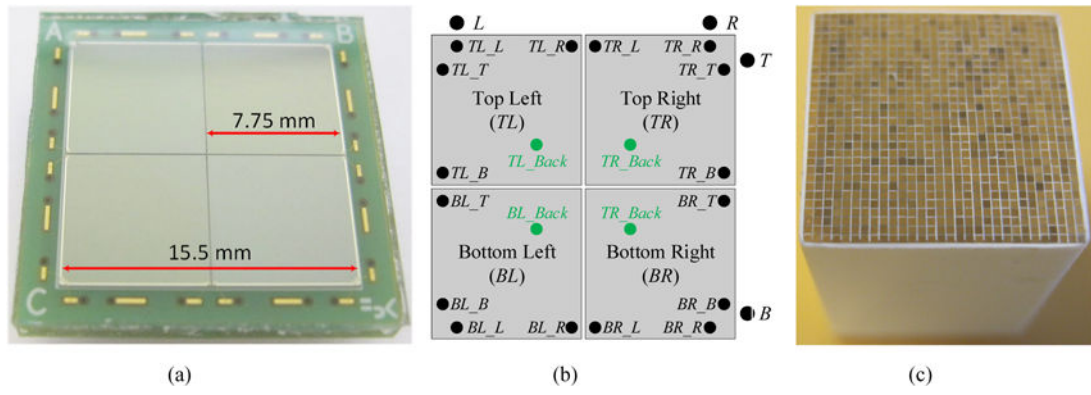 A B
7.75 mm
15.5 mm
C
L R
TL_L TL_R TR_L TR_R
T
TL_T TR_T
Top Left Top Right
(TL) (TR)
TL_Back TR_Back
TL_B TR_B
BL_T BR_T
BL_Back TR_Back
Bottom Left Bottom Right
(BL) (BR)
BL_B BR_B
B
BL_L BL_R BR_L BR_R
(a) (b) (c)